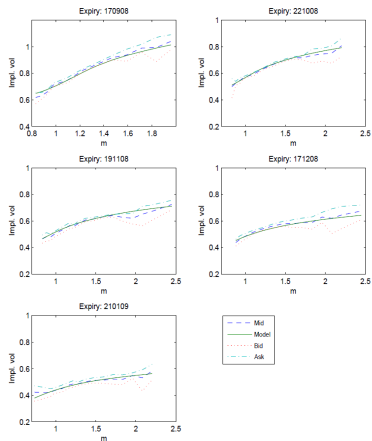 Expiry: 170908
Impl. vol
1
0.8
0.6
0.4
0.8 1 1.2 1.4 1.6 1.8
m
Expiry: 221008
Impl. vol
1
0.8
0.6
0.4
0.2
1 1.5 2 2.5
m
Expiry: 191108
Impl. vol
1
0.8
0.6
0.4
0.2
1 1.5 2 2.5
m
Expiry: 171208
Impl. vol
1
0.8
0.6
0.4
0.2
1 1.5 2 2.5
m
Expiry: 210109
Impl. vol
1
0.8
0.6
0.4
0.2
1 1.5 2 2.5
m
Mid
Model
Bid
Ask